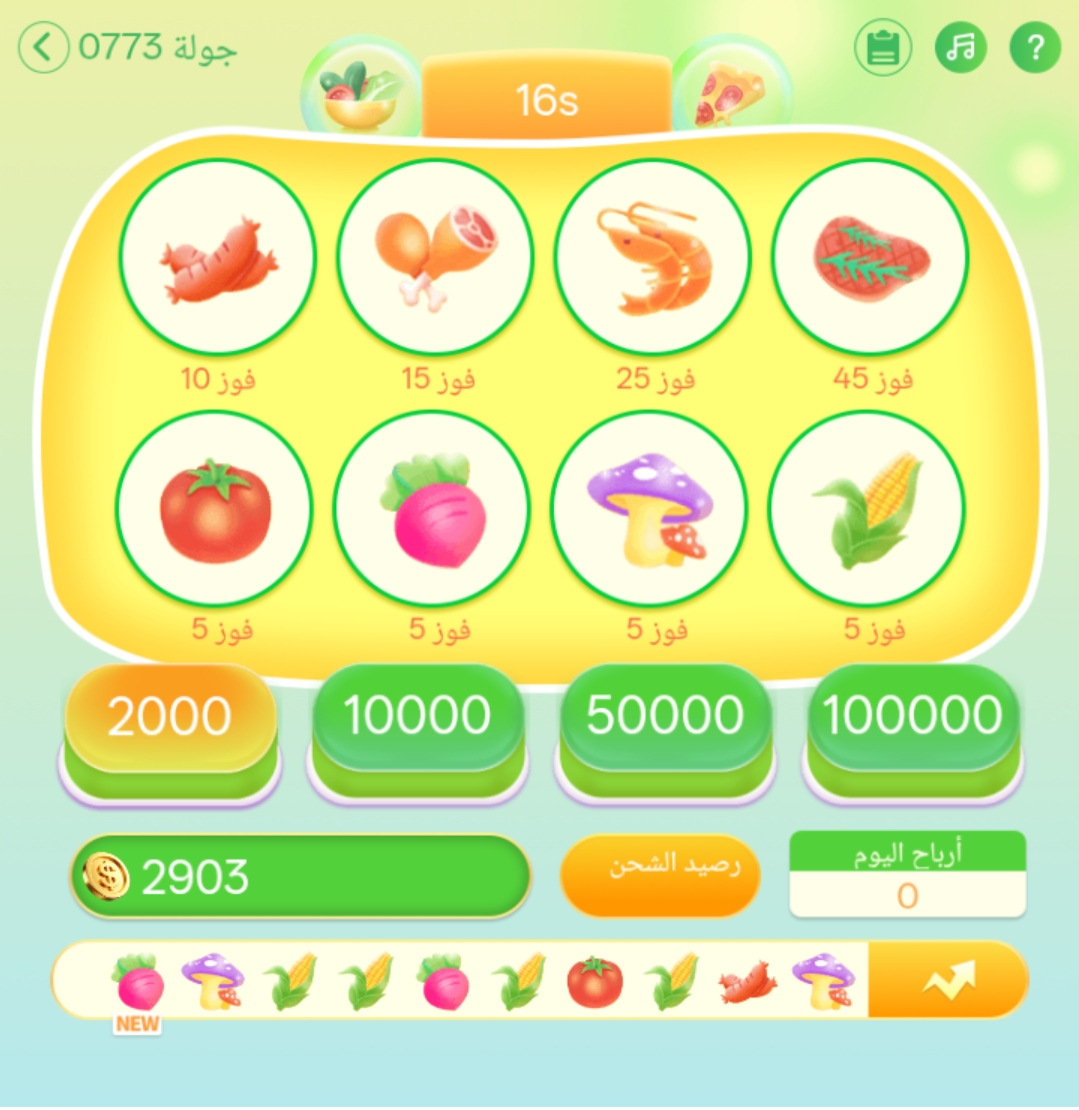 جولة 0773
?
16s
فوز 10
فوز 15
فوز 25
فوز 45
فوز 5
فوز 5
فوز 5
فوز 5
2000
10000
50000
100000
2903
رصيد الشحن
أرباح اليوم
0
NEW